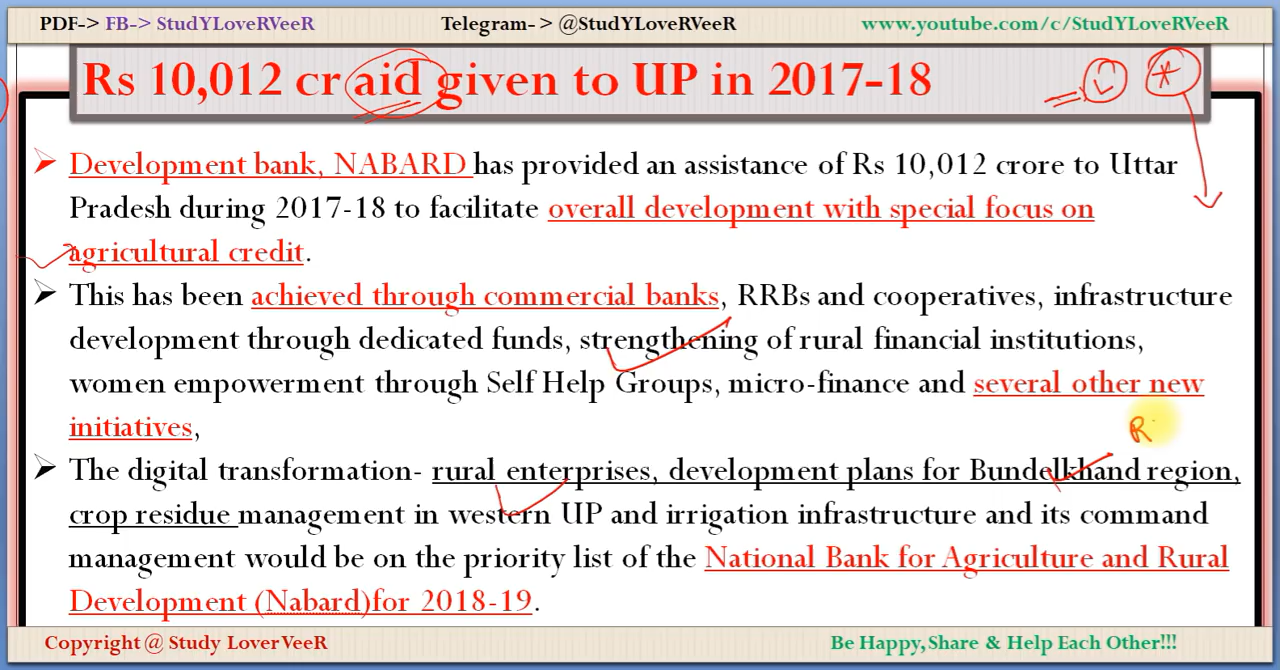 PDF-> FB-> StudYLoveRVeeR Telegram- > @StudYLoveRVeeR www.youtube.com/c/StudYLoveRVeeR
Rs 10,012 cr aid given to UP in 2017-18
Development bank, NABARD has provided an assistance of Rs 10,012 crore to Uttar
Pradesh during 2017-18 to facilitate overall development with special focus on
agricultural credit.
This has been achieved through commercial banks, RRBs and cooperatives, infrastructure
development through dedicated funds, strengthening of rural financial institutions,
women empowerment through Self Help Groups, micro-finance and several other new
initiatives,
R
The digital transformation- rural enterprises, development plans for Bundelkhand region,
crop residue management in western UP and irrigation infrastructure and its command
management would be on the priority list of the National Bank for Agriculture and Rural
Development (Nabard)for 2018-19.
Copyright @ Study LoverVeeR Be Happy,Share & Help Each Other!!!